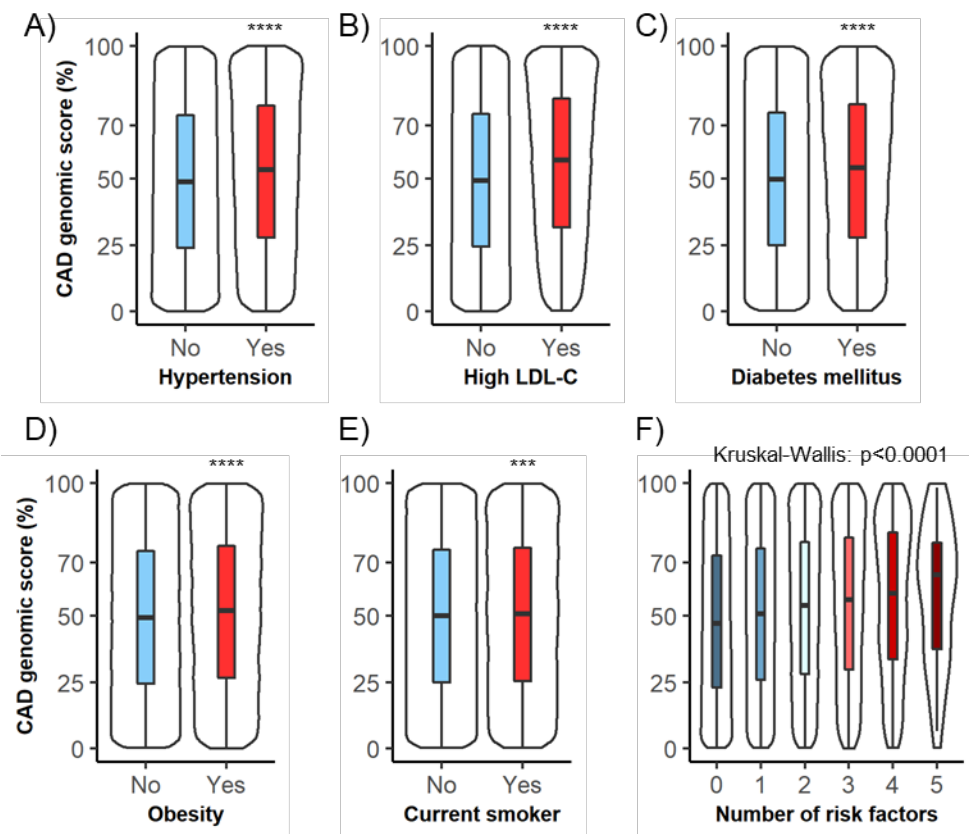 A)
CAD genomic score (%)
100
70
50
25
0
****
No Yes
Hypertension
B)
100
70
50
25
0
****
No Yes
High LDL-C
C)
100
70
50
25
0
****
No Yes
Diabetes mellitus
D)
CAD genomic score (%)
100
70
50
25
0
****
No Yes
Obesity
E)
100
70
50
25
0
***
No Yes
Current smoker
F)
Kruskal-Wallis: p<0.0001
100
70
50
25
0
0 1 2 3 4 5
Number of risk factors